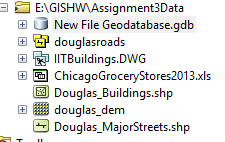 E:\GISHW\Assignment3Data
New File Geodatabase.gdb
douglasroads
IITBuildings.DWG
ChicagoGroceryStores2013.xls
Douglas_Buildings.shp
douglas_dem
Douglas_MajorStreets.shp